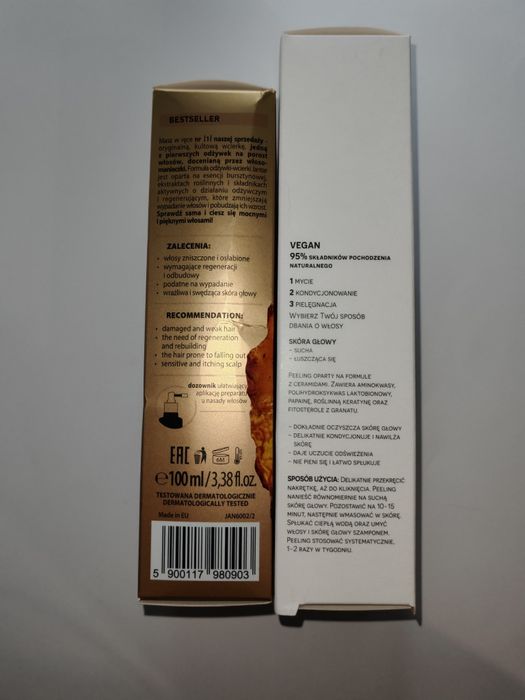 BESTSELLER
Masz w ręce nr |1| naszej sprzedaży -
oryginalną, kultową wcierkę, jedną
z pierwszych odżywek na porost
włosów, docenianą przez włoso-
maniaczki. Formuła odżywki-wcierki Jantar
jest oparta na esencji bursztynowej,
ekstraktach roślinnych i składnikach
aktywnych o działaniu odżywczym
i regenerującym, które zmniejszają
wypadanie włosów i pobudzają ich wzrost.
Sprawdź sama i ciesz się mocnymi
i pięknymi włosami!
ZALECENIA:
• włosy zniszczone i osłabione
• wymagające regeneracji
i odbudowy
• podatne na wypadanie
• wrażliwa i swędząca skóra głowy
RECOMMENDATION:
• damaged and weak hair
• the need of regeneration
and rebuilding
• the hair prone to falling out
• sensitive and itching scalp
dozownik ułatwiający
aplikację preparatu
u nasady włosów
EAC 6M
℮100 ml/3,38 fl.oz.
TESTOWANA DERMATOLOGICZNIE
DERMATOLOGICALLY TESTED
Made in EU JAN6002/2
5 900117 980903
VEGAN
95% SKŁADNIKÓW POCHODZENIA
NATURALNEGO
1 MYCIE
2 KONDYCJONOWANIE
3 PIELĘGNACJA
WYBIERZ TWÓJ SPOSÓB
DBANIA O WŁOSY
SKÓRA GŁOWY
– SUCHA
– ŁUSZCZĄCA SIĘ
PEELING OPARTY NA FORMULE
Z CERAMIDAMI. ZAWIERA AMINOKWASY,
POLIHYDROKSYKWAS LAKTOBIONOWY,
PAPAINĘ, ROŚLINNĄ KERATYNĘ ORAZ
FITOSTEROLE Z GRANATU.
– DOKŁADNIE OCZYSZCZA SKÓRĘ GŁOWY
– DELIKATNIE KONDYCJONUJE I NAWILŻA
SKÓRĘ
– DAJE UCZUCIE ODŚWIEŻENIA
– NIE PIENI SIĘ I ŁATWO SPŁUKUJE
SPOSÓB UŻYCIA: DELIKATNIE PRZEKRĘCIĆ
NAKRĘTKĘ, AŻ DO KLIKNIĘCIA. PEELING
NANIEŚĆ RÓWNOMIERNIE NA SUCHĄ
SKÓRĘ GŁOWY. POZOSTAWIĆ NA 10-15
MINUT, NASTĘPNIE WMASOWAĆ W SKÓRĘ.
SPŁUKAĆ CIEPŁĄ WODĄ ORAZ UMYĆ
WŁOSY I SKÓRĘ GŁOWY SZAMPONEM.
PEELING STOSOWAĆ SYSTEMATYCZNIE,
1-2 RAZY W TYGODNIU.